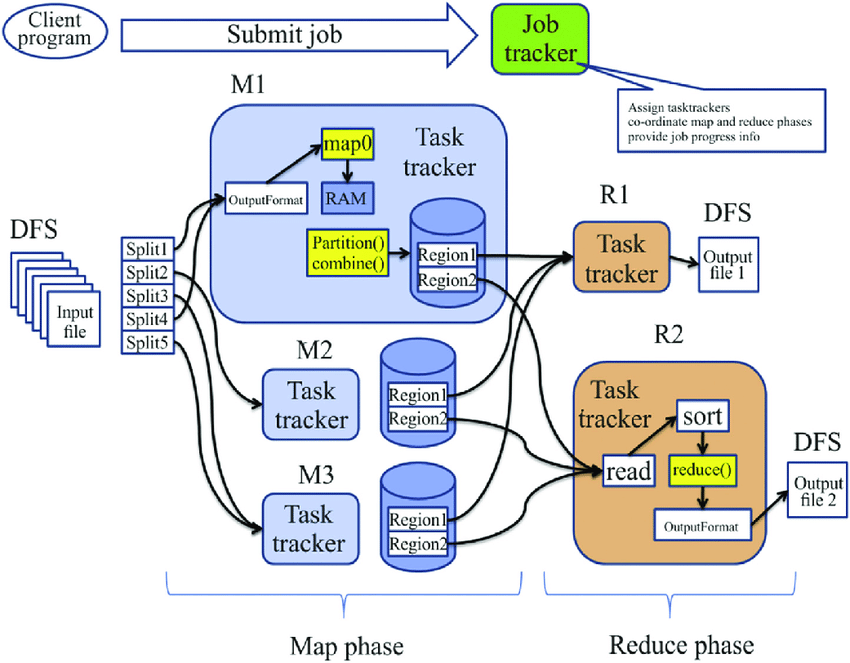 Client
program
Submit job
Job
tracker
Assign tasktrackers
co-ordinate map and reduce phases
provide job progress info
M1
Task
tracker
map0
OutputFormat
RAM
Partition()
combine()
Region1
Region2
DFS
Input
file
Split1
Split2
Split3
Split4
Split5
M2
Task
tracker
Region1
Region2
M3
Task
tracker
Region1
Region2
R1
Task
tracker
DFS
Output
file 1
R2
Task
tracker
sort
read
reduce()
OutputFormat
DFS
Output
file 2
Map phase
Reduce phase